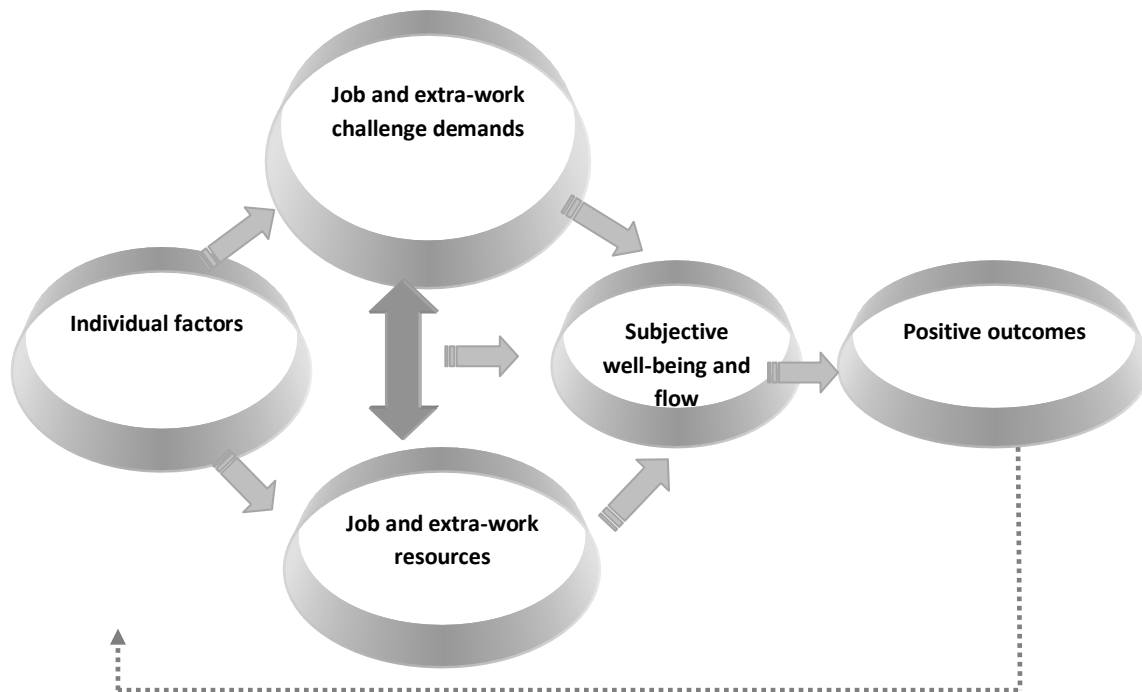 Job and extra-work
challenge demands
Individual factors
Subjective
well-being and
flow
Positive outcomes
Job and extra-work
resources